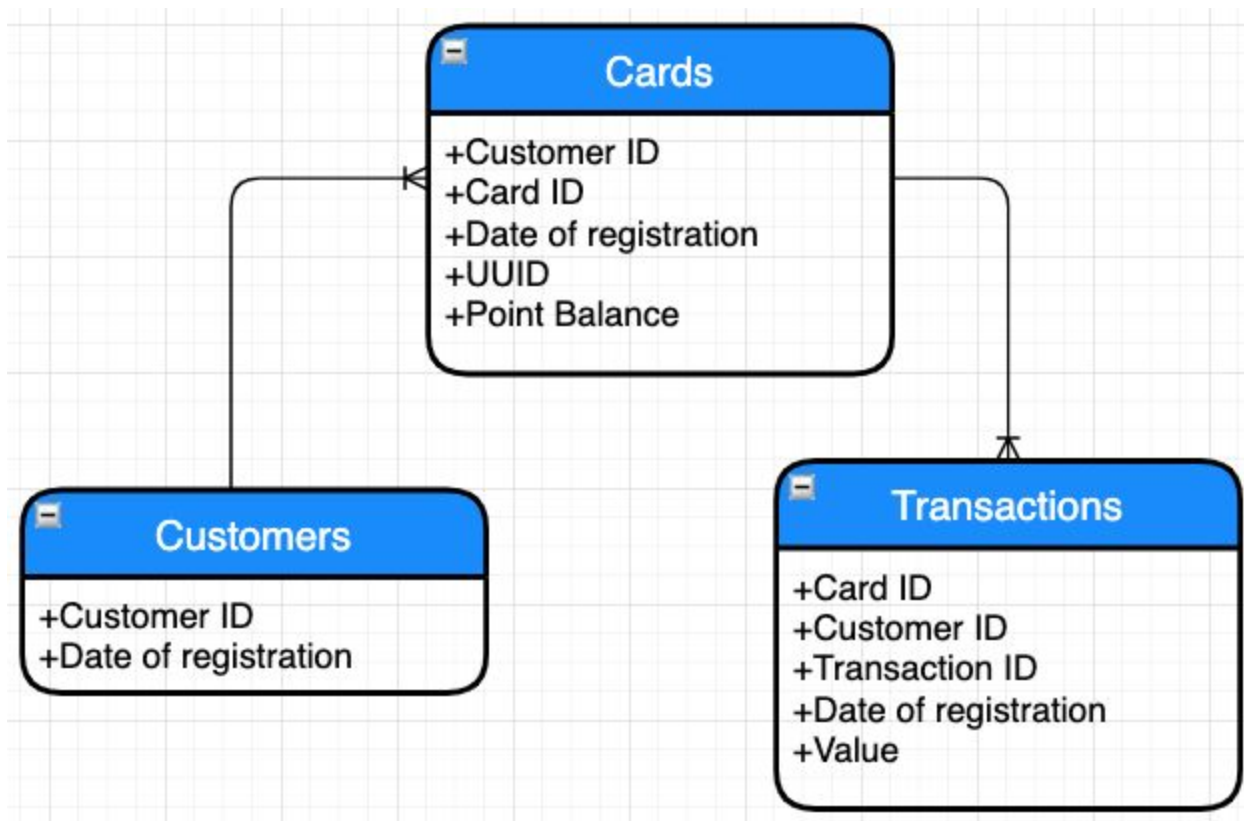 Cards
+Customer ID
+Card ID
+Date of registration
+UUID
+Point Balance
Customers
+Customer ID
+Date of registration
Transactions
+Card ID
+Customer ID
+Transaction ID
+Date of registration
+Value